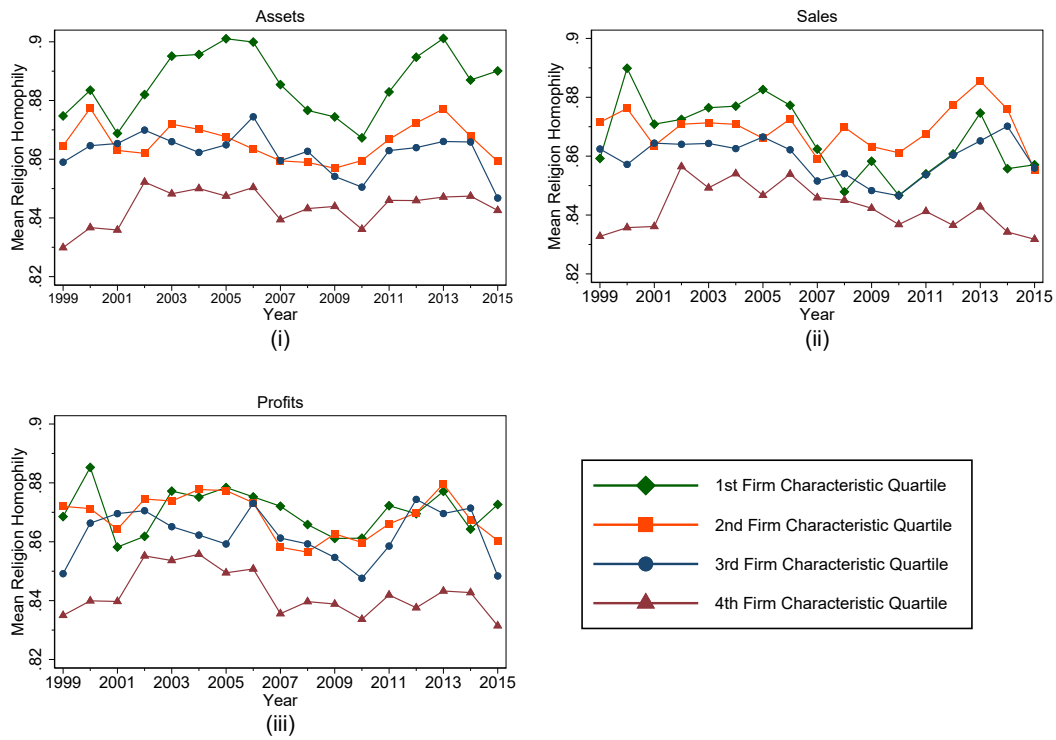 Assets
Mean Religion Homophily
.9
.88
.86
.84
.82
1999 2001 2003 2005 2007 2009 2011 2013 2015
Year
(i)
Sales
Mean Religion Homophily
.9
.88
.86
.84
.82
1999 2001 2003 2005 2007 2009 2011 2013 2015
Year
(ii)
Profits
Mean Religion Homophily
.9
.88
.86
.84
.82
1999 2001 2003 2005 2007 2009 2011 2013 2015
Year
(iii)
1st Firm Characteristic Quartile
2nd Firm Characteristic Quartile
3rd Firm Characteristic Quartile
4th Firm Characteristic Quartile